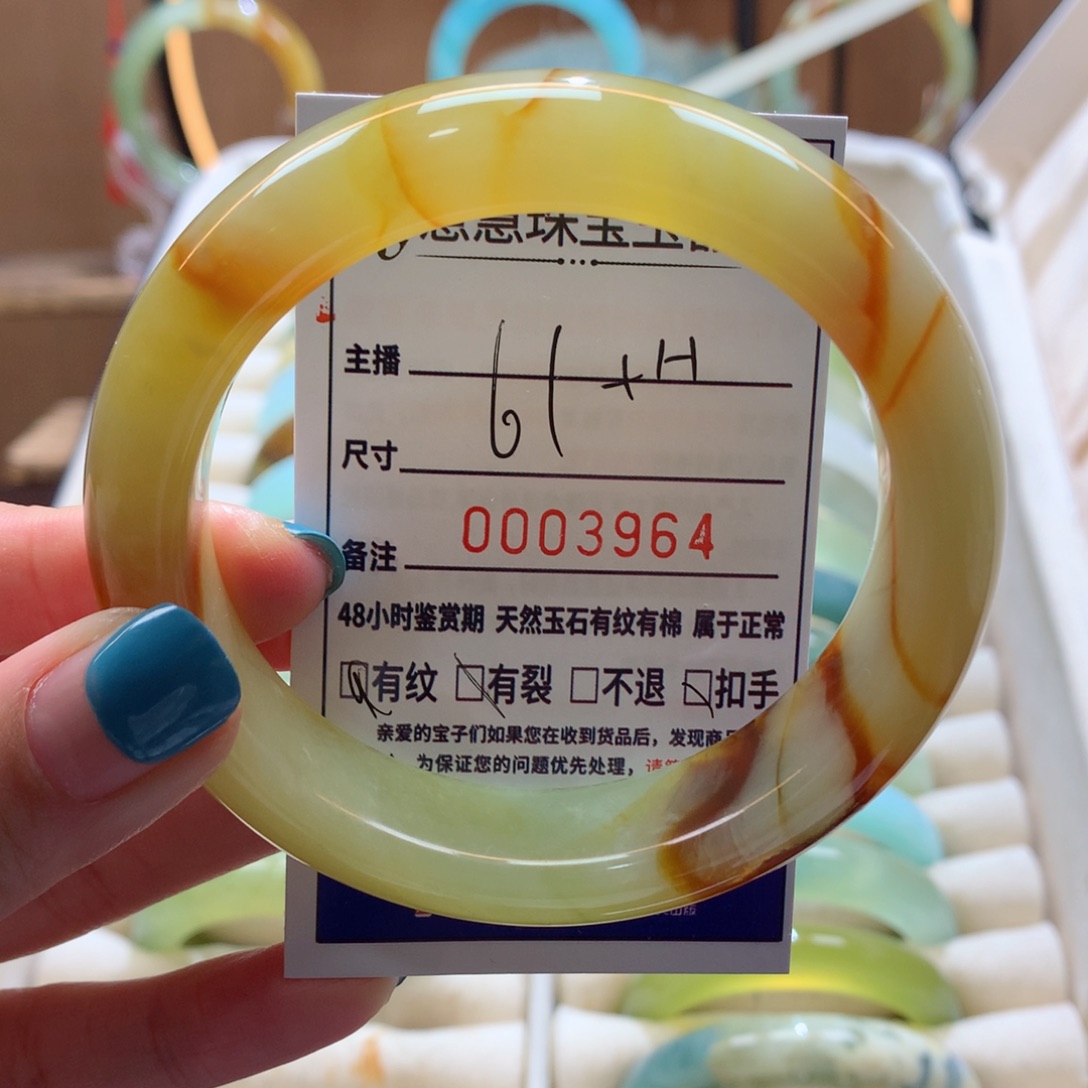 珠宝玉
主播
61+H
尺寸
0003964
备注
48小时鉴赏期 天然玉石有纹有棉 属于正常
有纹 有裂 不退 扣手
亲爱的宝子们如果您在收到货品后，发现商
为保证您的问题优先处理，请